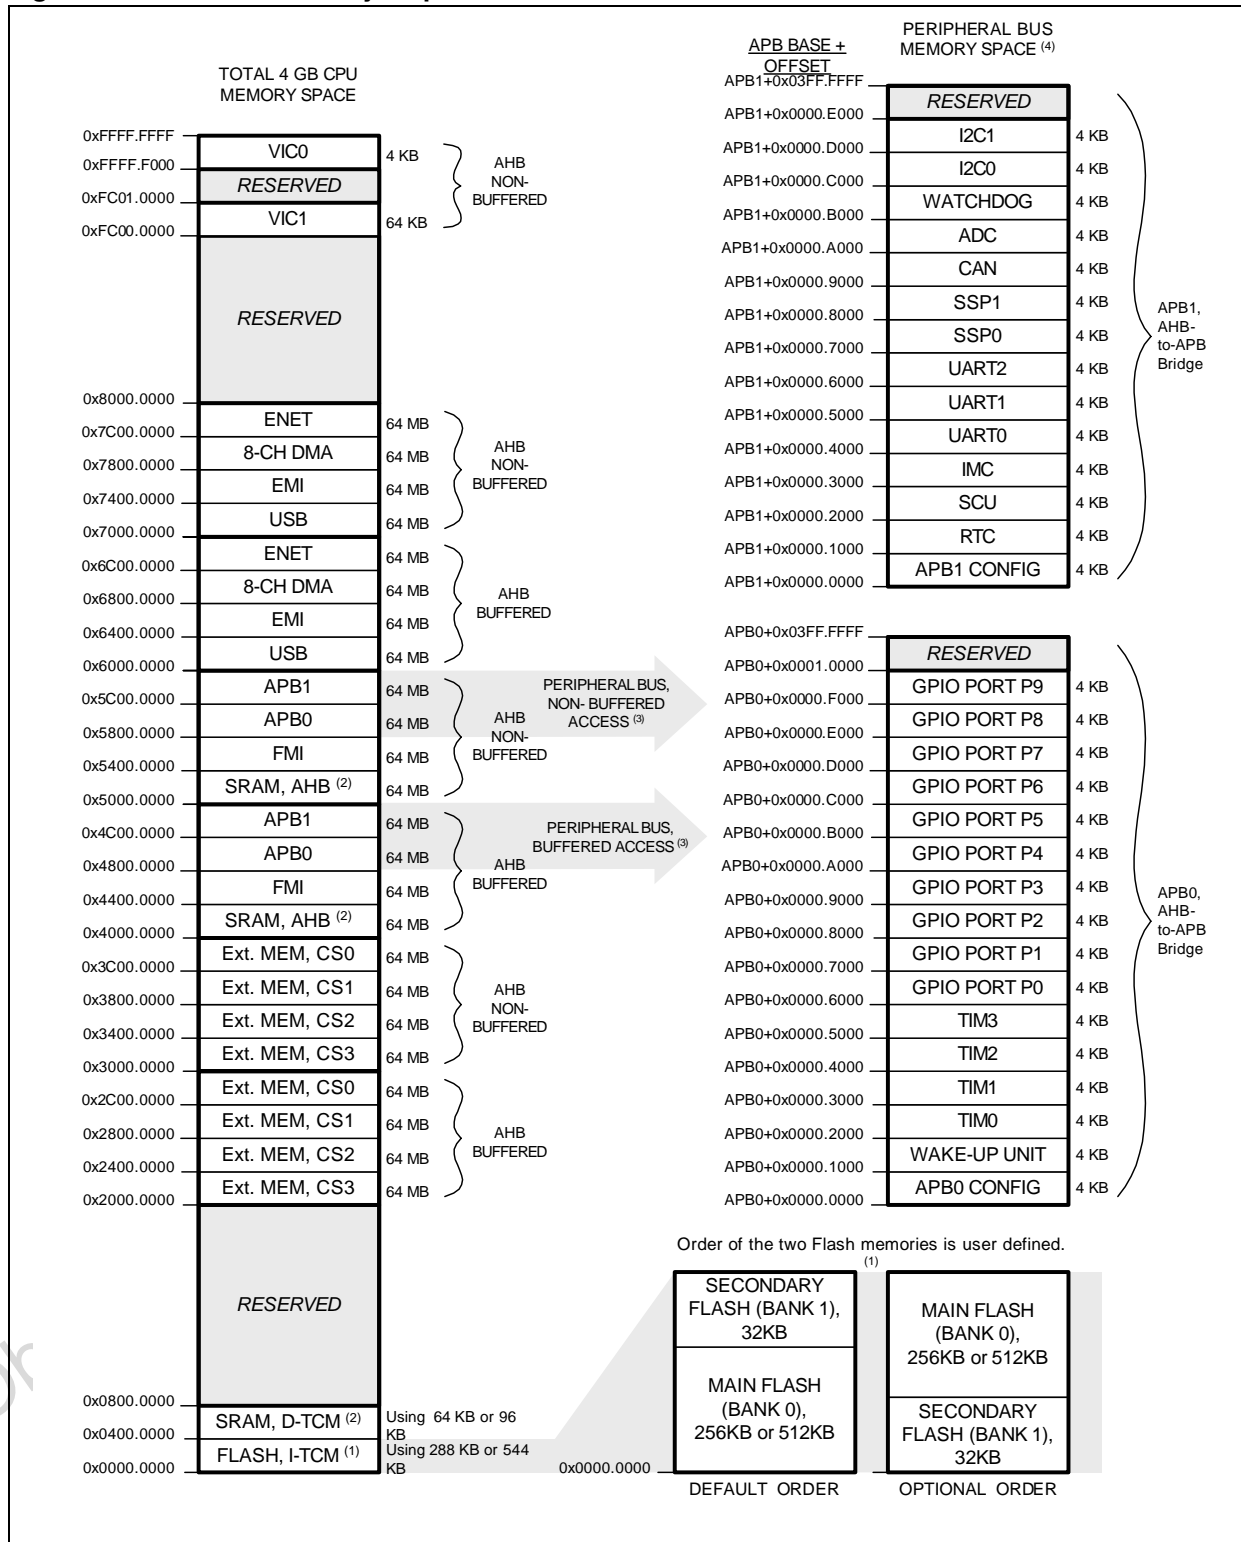 TOTAL 4 GB CPU
MEMORY SPACE
0xFFFF.FFFF
VIC0
4 KB
0xFFFF.F000
RESERVED
0xFC01.0000
VIC1
64 KB
0xFC00.0000
AHB
NON-
BUFFERED
RESERVED
0x8000.0000
ENET
64 MB
0x7C00.0000
8-CH DMA
64 MB
0x7800.0000
EMI
64 MB
0x7400.0000
USB
64 MB
0x7000.0000
AHB
NON-
BUFFERED
ENET
64 MB
0x6C00.0000
8-CH DMA
64 MB
0x6800.0000
EMI
64 MB
0x6400.0000
USB
64 MB
0x6000.0000
AHB
BUFFERED
APB1
64 MB
0x5C00.0000
APB0
64 MB
0x5800.0000
FMI
64 MB
0x5400.0000
SRAM, AHB (2)
64 MB
0x5000.0000
AHB
NON-
BUFFERED
PERIPHERAL BUS,
NON- BUFFERED
ACCESS (3)
APB1
64 MB
0x4C00.0000
APB0
64 MB
0x4800.0000
FMI
64 MB
0x4400.0000
SRAM, AHB (2)
64 MB
0x4000.0000
AHB
BUFFERED
PERIPHERAL BUS,
BUFFERED ACCESS (3)
Ext. MEM, CS0
64 MB
0x3C00.0000
Ext. MEM, CS1
64 MB
0x3800.0000
Ext. MEM, CS2
64 MB
0x3400.0000
Ext. MEM, CS3
64 MB
0x3000.0000
AHB
NON-
BUFFERED
Ext. MEM, CS0
64 MB
0x2C00.0000
Ext. MEM, CS1
64 MB
0x2800.0000
Ext. MEM, CS2
64 MB
0x2400.0000
Ext. MEM, CS3
64 MB
0x2000.0000
AHB
BUFFERED
RESERVED
0x0800.0000
SRAM, D-TCM (2)
Using 64 KB or 96
KB
0x0400.0000
FLASH, I-TCM (1)
Using 288 KB or 544
KB
0x0000.0000
APB BASE +
OFFSET
PERIPHERAL BUS
MEMORY SPACE (4)
APB1+0x03FF.FFFF
RESERVED
APB1+0x0000.E000
I2C1
4 KB
APB1+0x0000.D000
I2C0
4 KB
APB1+0x0000.C000
WATCHDOG
4 KB
APB1+0x0000.B000
ADC
4 KB
APB1+0x0000.A000
CAN
4 KB
APB1+0x0000.9000
SSP1
4 KB
APB1+0x0000.8000
SSP0
4 KB
APB1+0x0000.7000
UART2
4 KB
APB1+0x0000.6000
UART1
4 KB
APB1+0x0000.5000
UART0
4 KB
APB1+0x0000.4000
IMC
4 KB
APB1+0x0000.3000
SCU
4 KB
APB1+0x0000.2000
RTC
4 KB
APB1+0x0000.1000
APB1 CONFIG
4 KB
APB1+0x0000.0000
APB1,
AHB-
to-APB
Bridge
APB0+0x03FF.FFFF
RESERVED
APB0+0x0001.0000
GPIO PORT P9
4 KB
APB0+0x0000.F000
GPIO PORT P8
4 KB
APB0+0x0000.E000
GPIO PORT P7
4 KB
APB0+0x0000.D000
GPIO PORT P6
4 KB
APB0+0x0000.C000
GPIO PORT P5
4 KB
APB0+0x0000.B000
GPIO PORT P4
4 KB
APB0+0x0000.A000
GPIO PORT P3
4 KB
APB0+0x0000.9000
GPIO PORT P2
4 KB
APB0+0x0000.8000
GPIO PORT P1
4 KB
APB0+0x0000.7000
GPIO PORT P0
4 KB
APB0+0x0000.6000
TIM3
4 KB
APB0+0x0000.5000
TIM2
4 KB
APB0+0x0000.4000
TIM1
4 KB
APB0+0x0000.3000
TIM0
4 KB
APB0+0x0000.2000
WAKE-UP UNIT
4 KB
APB0+0x0000.1000
APB0 CONFIG
4 KB
APB0+0x0000.0000
APB0,
AHB-
to-APB
Bridge
Order of the two Flash memories is user defined.
(1)
SECONDARY
FLASH (BANK 1),
32KB
MAIN FLASH
(BANK 0),
256KB or 512KB
0x0000.0000
DEFAULT ORDER
MAIN FLASH
(BANK 0),
256KB or 512KB
SECONDARY
FLASH (BANK 1),
32KB
OPTIONAL ORDER